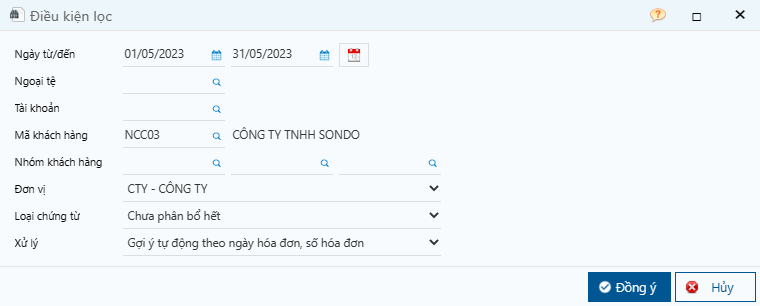 Điều kiện lọc
Ngày từ/đến 01/05/2023 31/05/2023
Ngoại tệ
Tài khoản
Mã khách hàng NCC03 CÔNG TY TNHH SONDO
Nhóm khách hàng
Đơn vị CTY - CÔNG TY
Loại chứng từ Chưa phân bổ hết
Xử lý Gợi ý tự động theo ngày hóa đơn, số hóa đơn
Đồng ý Hủy